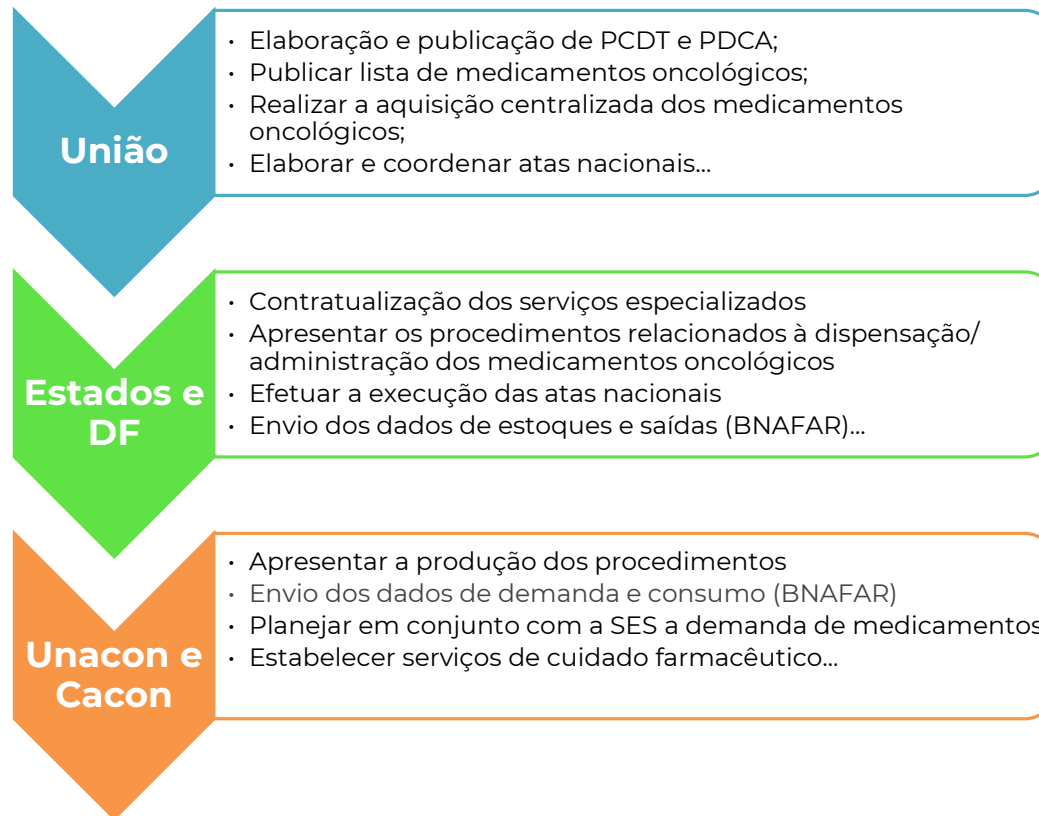 União
• Elaboração e publicação de PCDT e PDCA;
• Publicar lista de medicamentos oncológicos;
• Realizar a aquisição centralizada dos medicamentos
oncológicos;
• Elaborar e coordenar atas nacionais...
Estados e
DF
• Contratualização dos serviços especializados
• Apresentar os procedimentos relacionados à dispensação/
administração dos medicamentos oncológicos
• Efetuar a execução das atas nacionais
• Envio dos dados de estoques e saídas (BNAFAR)...
Unacon e
Cacon
• Apresentar a produção dos procedimentos
• Envio dos dados de demanda e consumo (BNAFAR)
• Planejar em conjunto com a SES a demanda de medicamentos
• Estabelecer serviços de cuidado farmacêutico...